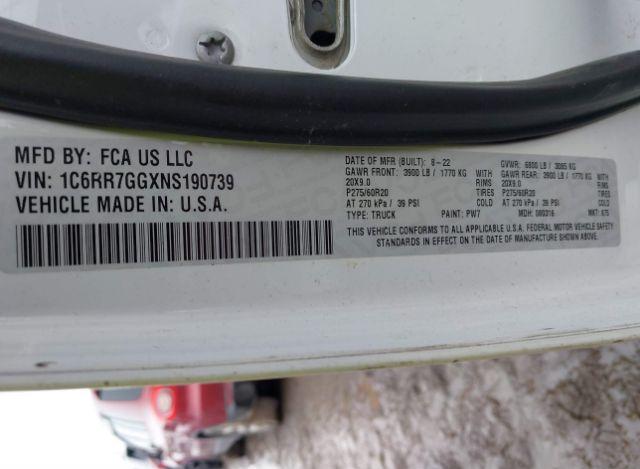 MFD BY: FCA US LLC
VIN: 1C6RR7GGXNS190739
VEHICLE MADE IN: U.S.A.
DATE OF MFR (BUILT): 8-22 GVWR: 6800 LB / 3085 KG
GAWR FRONT: 3900 LB / 1770 KG WITH GAWR REAR: 3900 LB / 1770 KG WITH
20X9.0 RIMS 20X9.0 RIMS
P275/60R20 TIRES P275/60R20 TIRES
AT 270 kPa / 39 PSI COLD AT 270 kPa / 39 PSI COLD
TYPE: TRUCK PAINT: PW7 MDH: 080316 MKT: 675
THIS VEHICLE CONFORMS TO ALL APPLICABLE U.S.A. FEDERAL MOTOR VEHICLE SAFETY
STANDARDS IN EFFECT ON THE DATE OF MANUFACTURE SHOWN ABOVE.